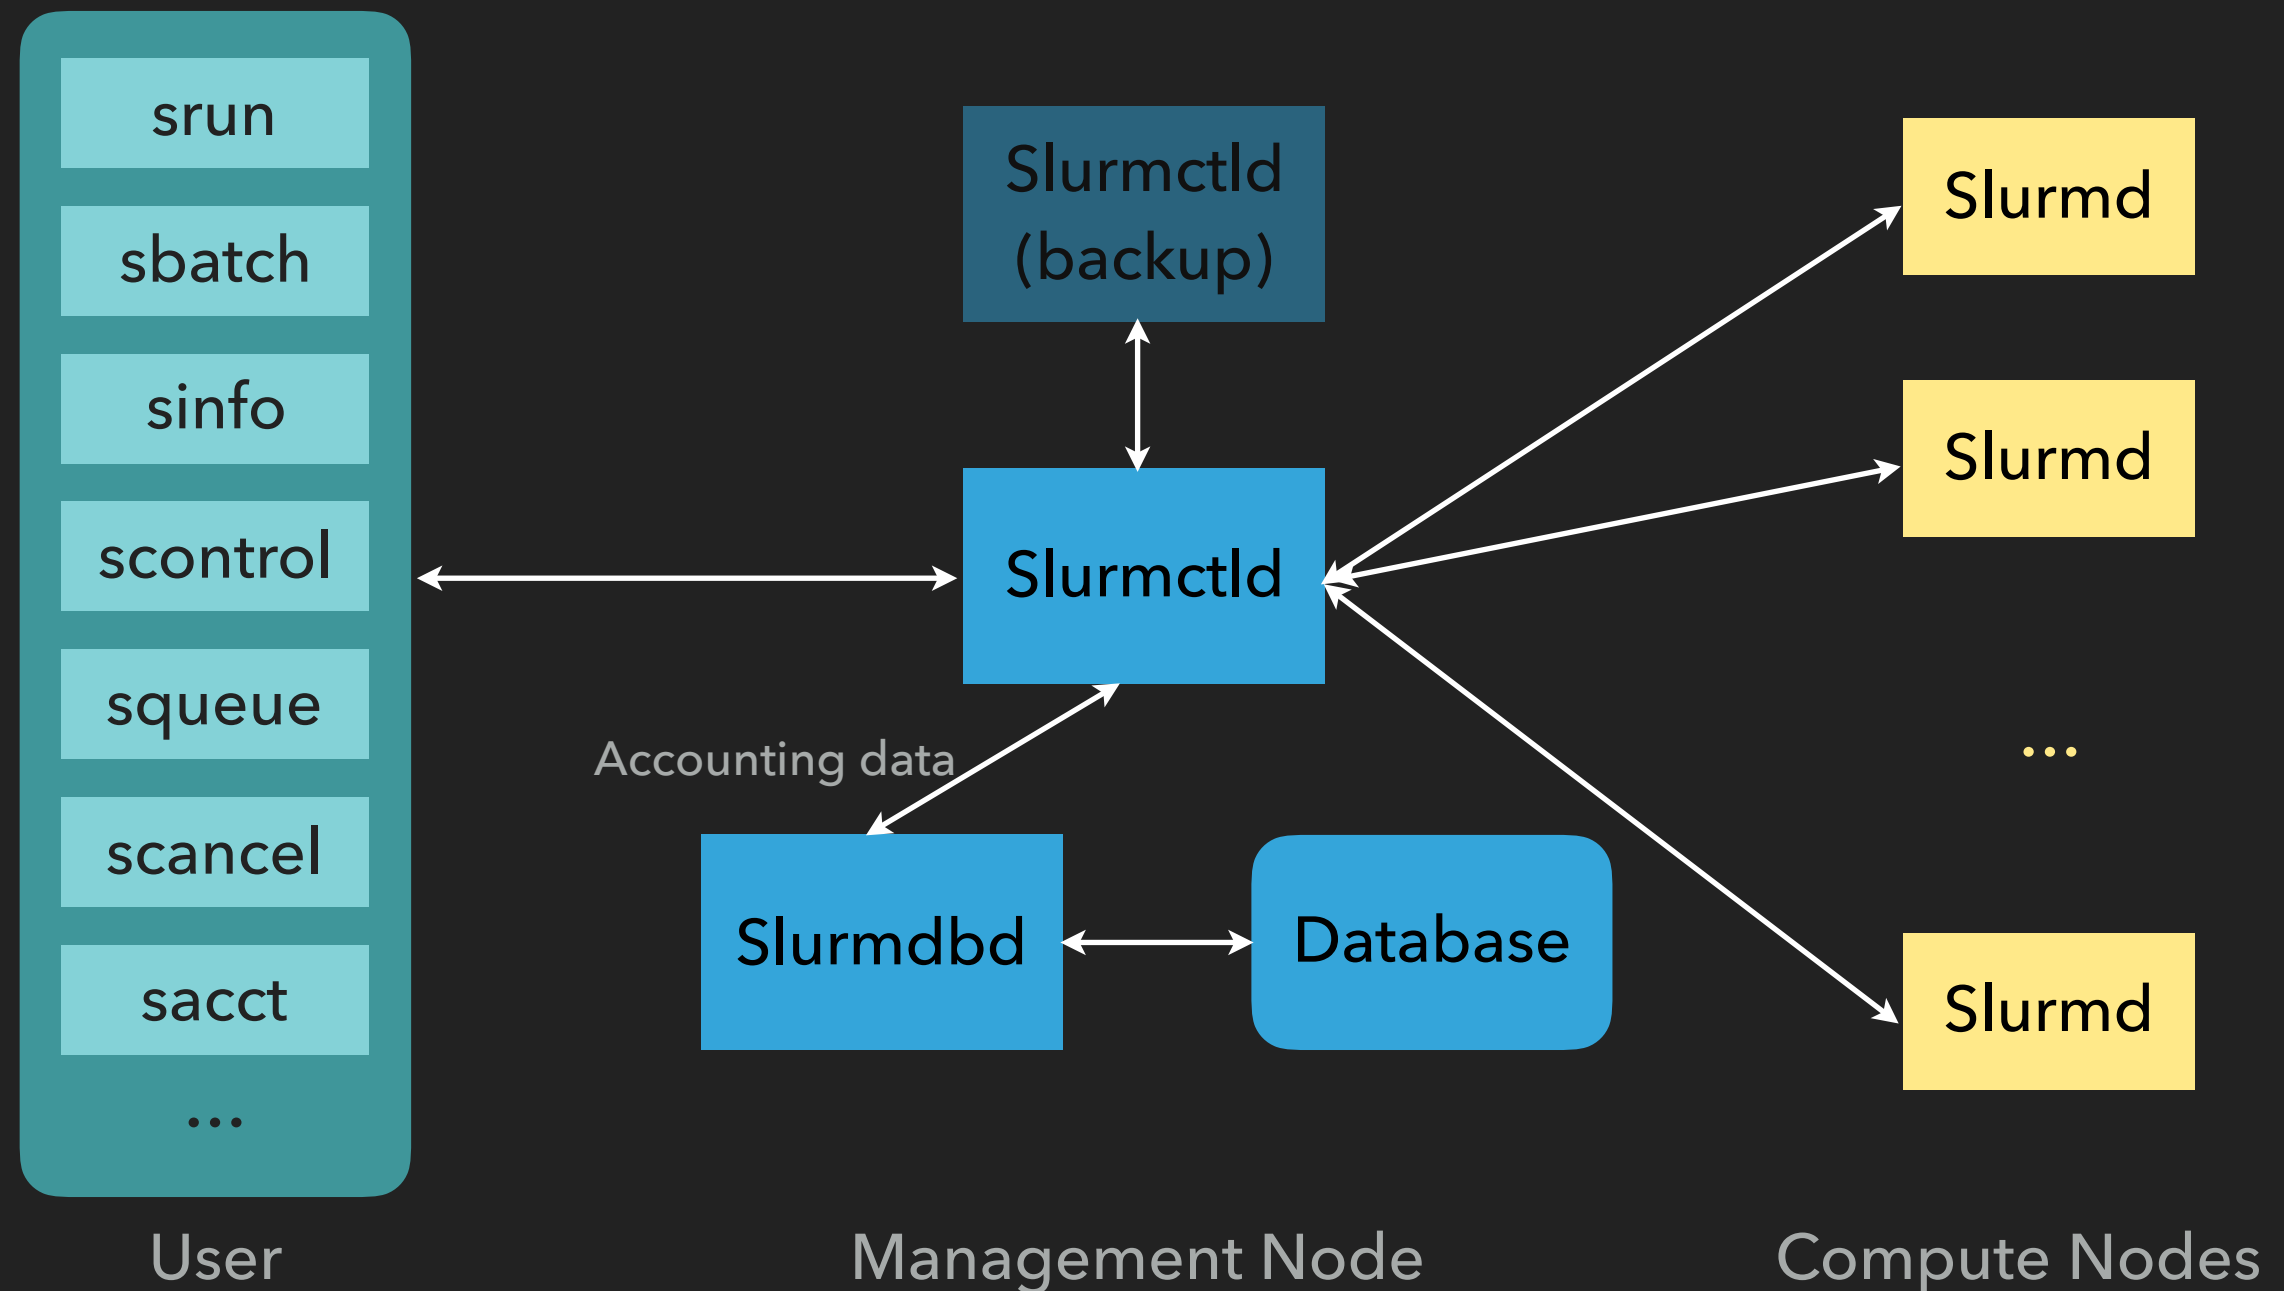 srun
sbatch
sinfo
scontrol
squeue
scancel
sacct
...
User
Slurmctld
(backup)
Slurmctld
Accounting data
Slurmdbd
Database
Management Node
Slurmd
Slurmd
...
Slurmd
Compute Nodes